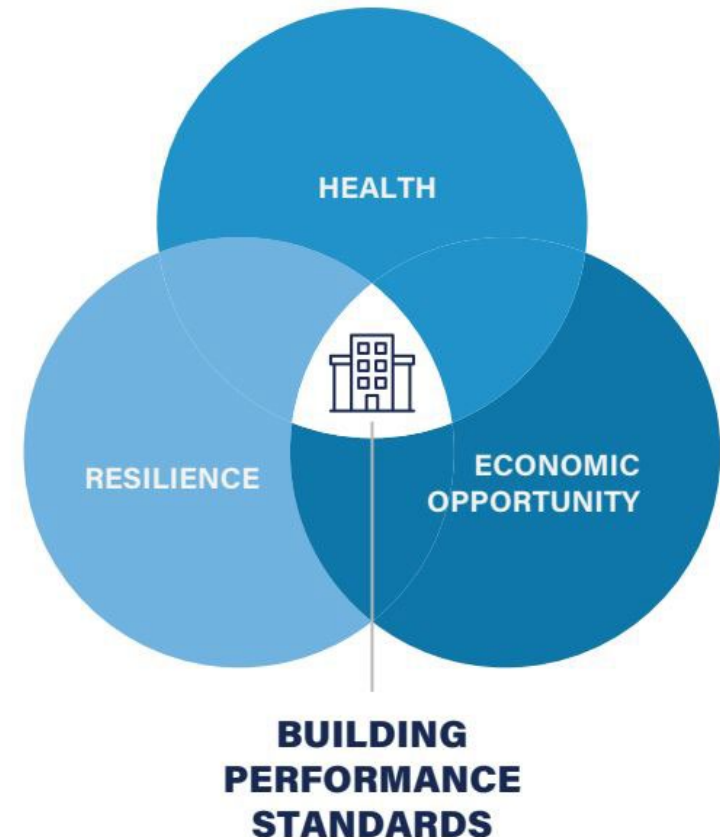 HEALTH
RESILIENCE
ECONOMIC
OPPORTUNITY
BUILDING
PERFORMANCE
STANDARDS